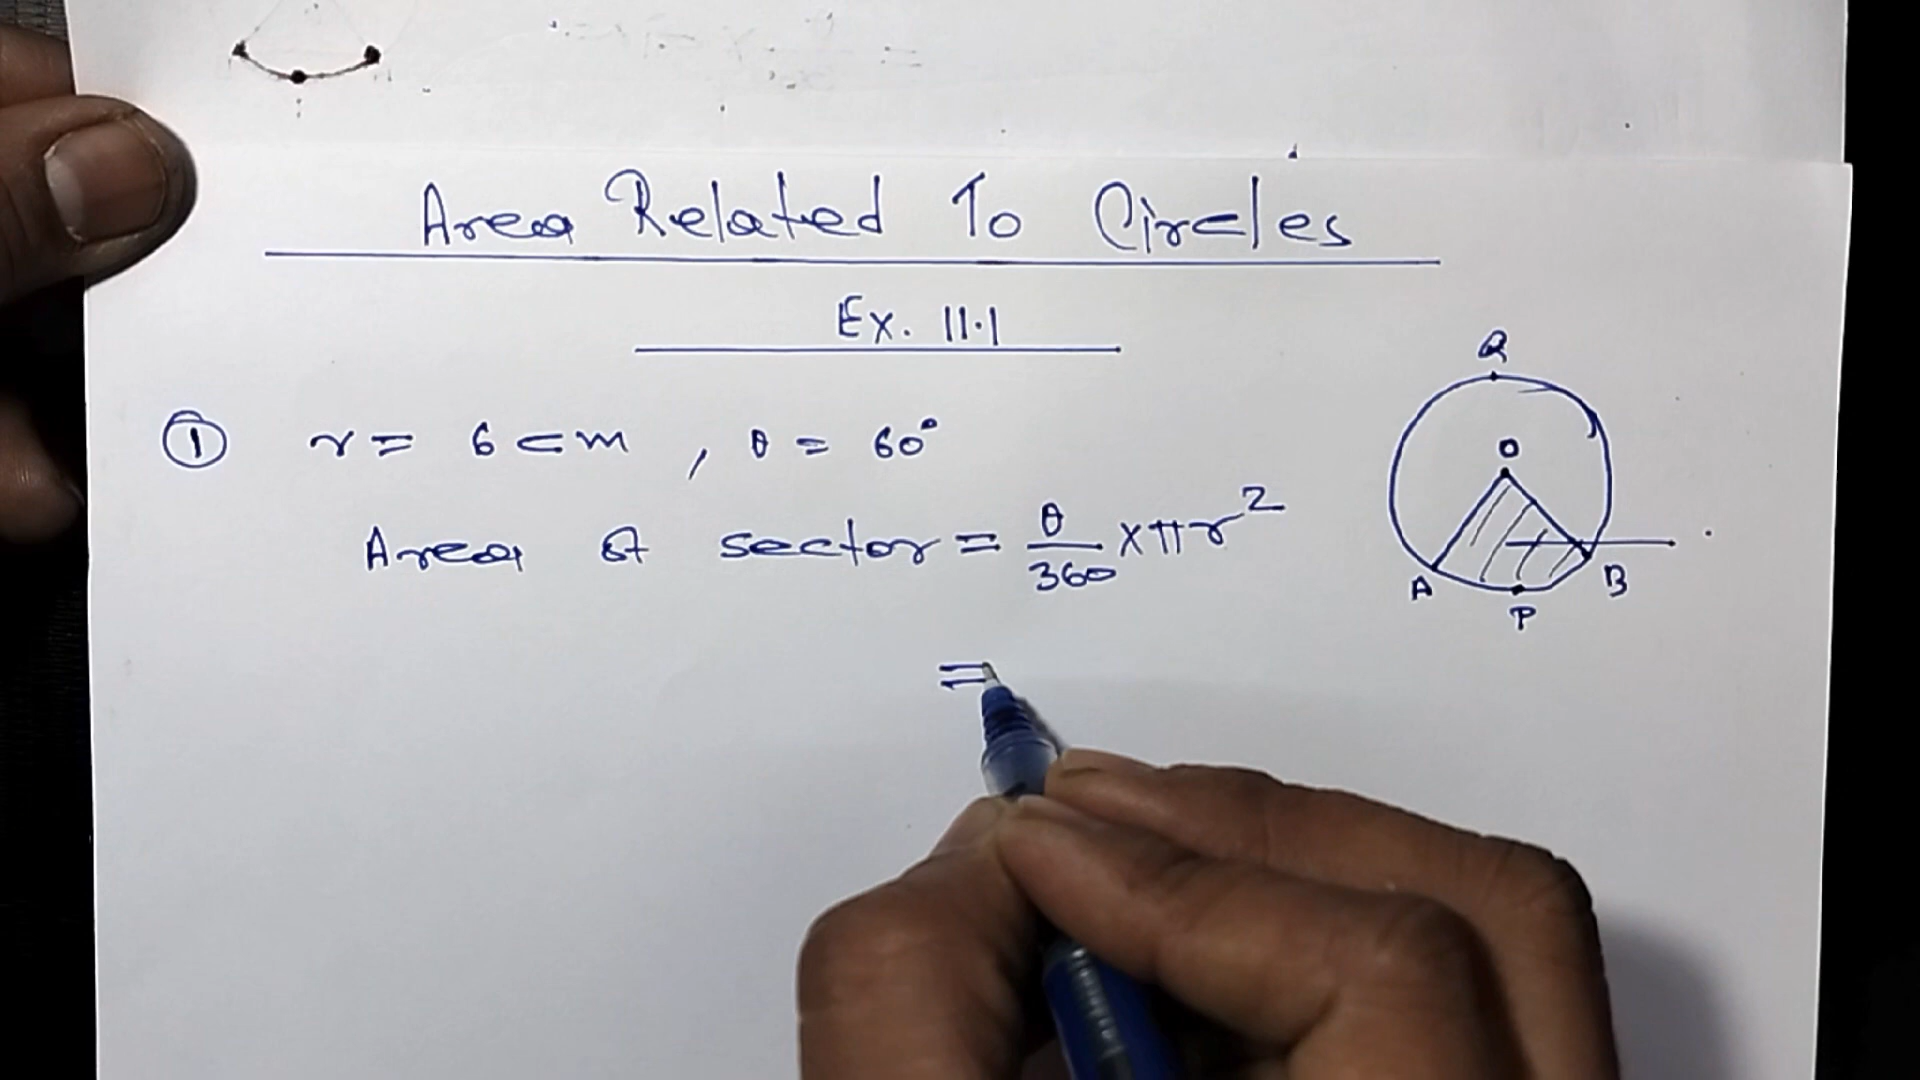 Area Related To Circles
Ex. 11.1
Q
① r = 6 cm , θ = 60°
O
Area of sector = θ/360 × πr²
A
B
P
=